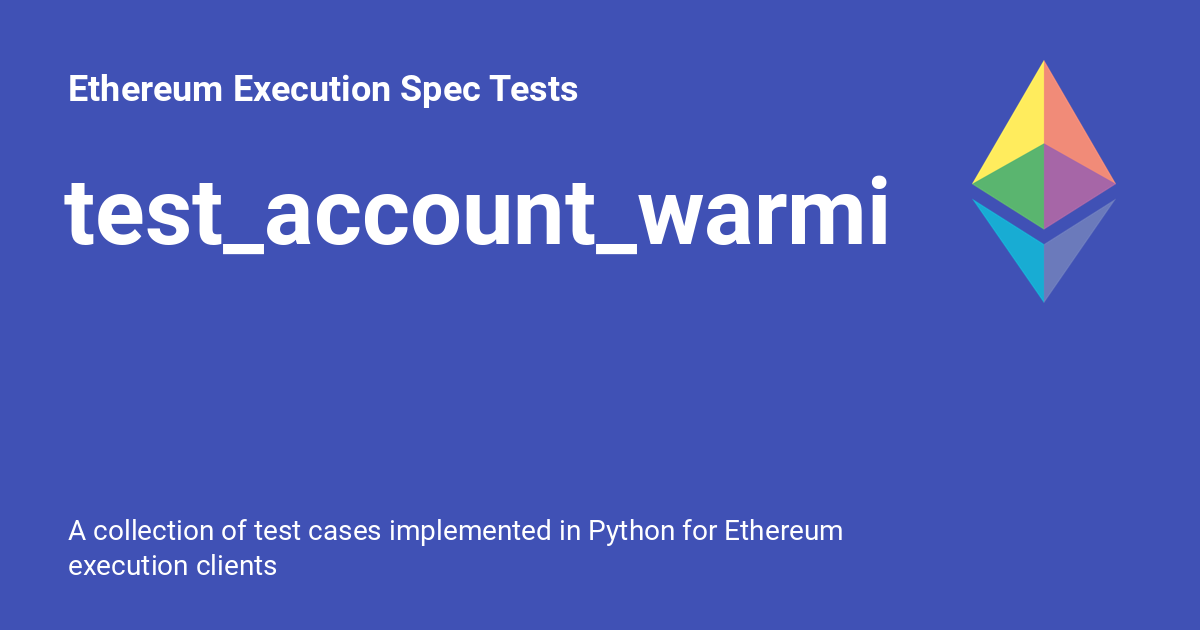 Ethereum Execution Spec Tests
test_account_warmi
A collection of test cases implemented in Python for Ethereum
execution clients